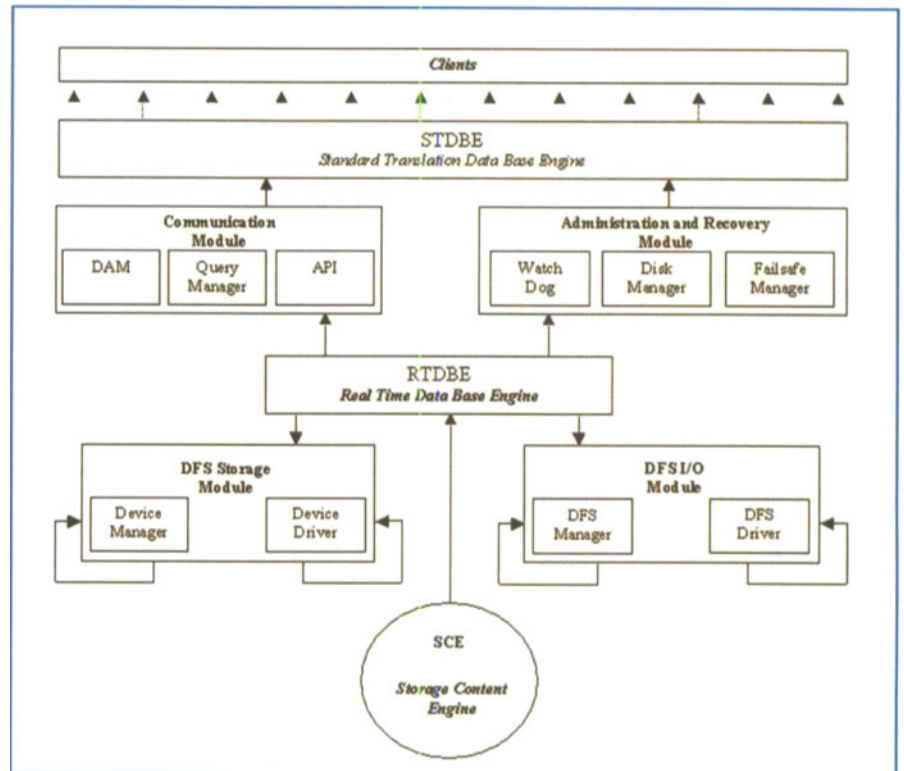 Clients
STDBE
Standard Translation Data Base Engine
Communication
Module
DAM
Query
Manager
API
Administration and Recovery
Module
Watch
Dog
Disk
Manager
Failsafe
Manager
RTDBE
Real Time Data Base Engine
DFS Storage
Module
Device
Manager
Device
Driver
DFS I/O
Module
DFS
Manager
DFS
Driver
SCE
Storage Content
Engine